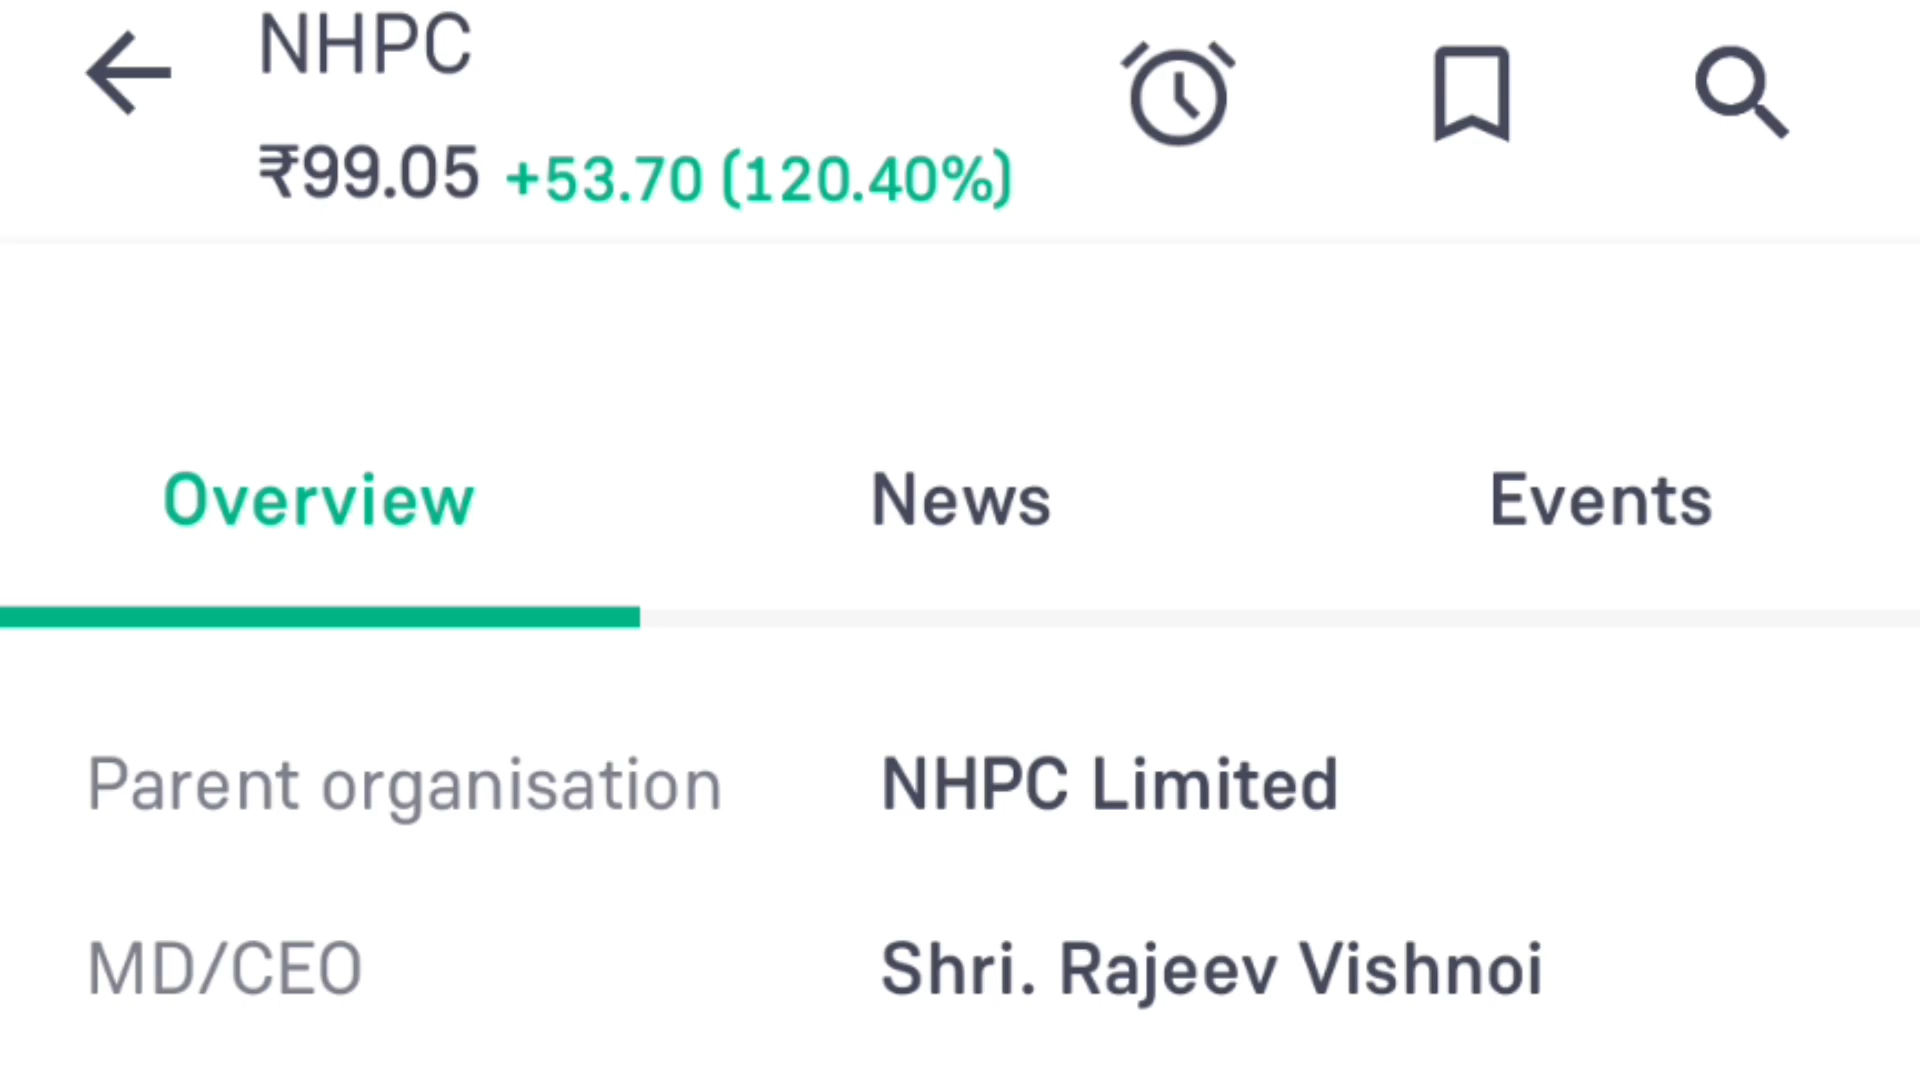 NHPC
₹99.05 +53.70 (120.40%)
Overview News Events
Parent organisation NHPC Limited
MD/CEO Shri. Rajeev Vishnoi